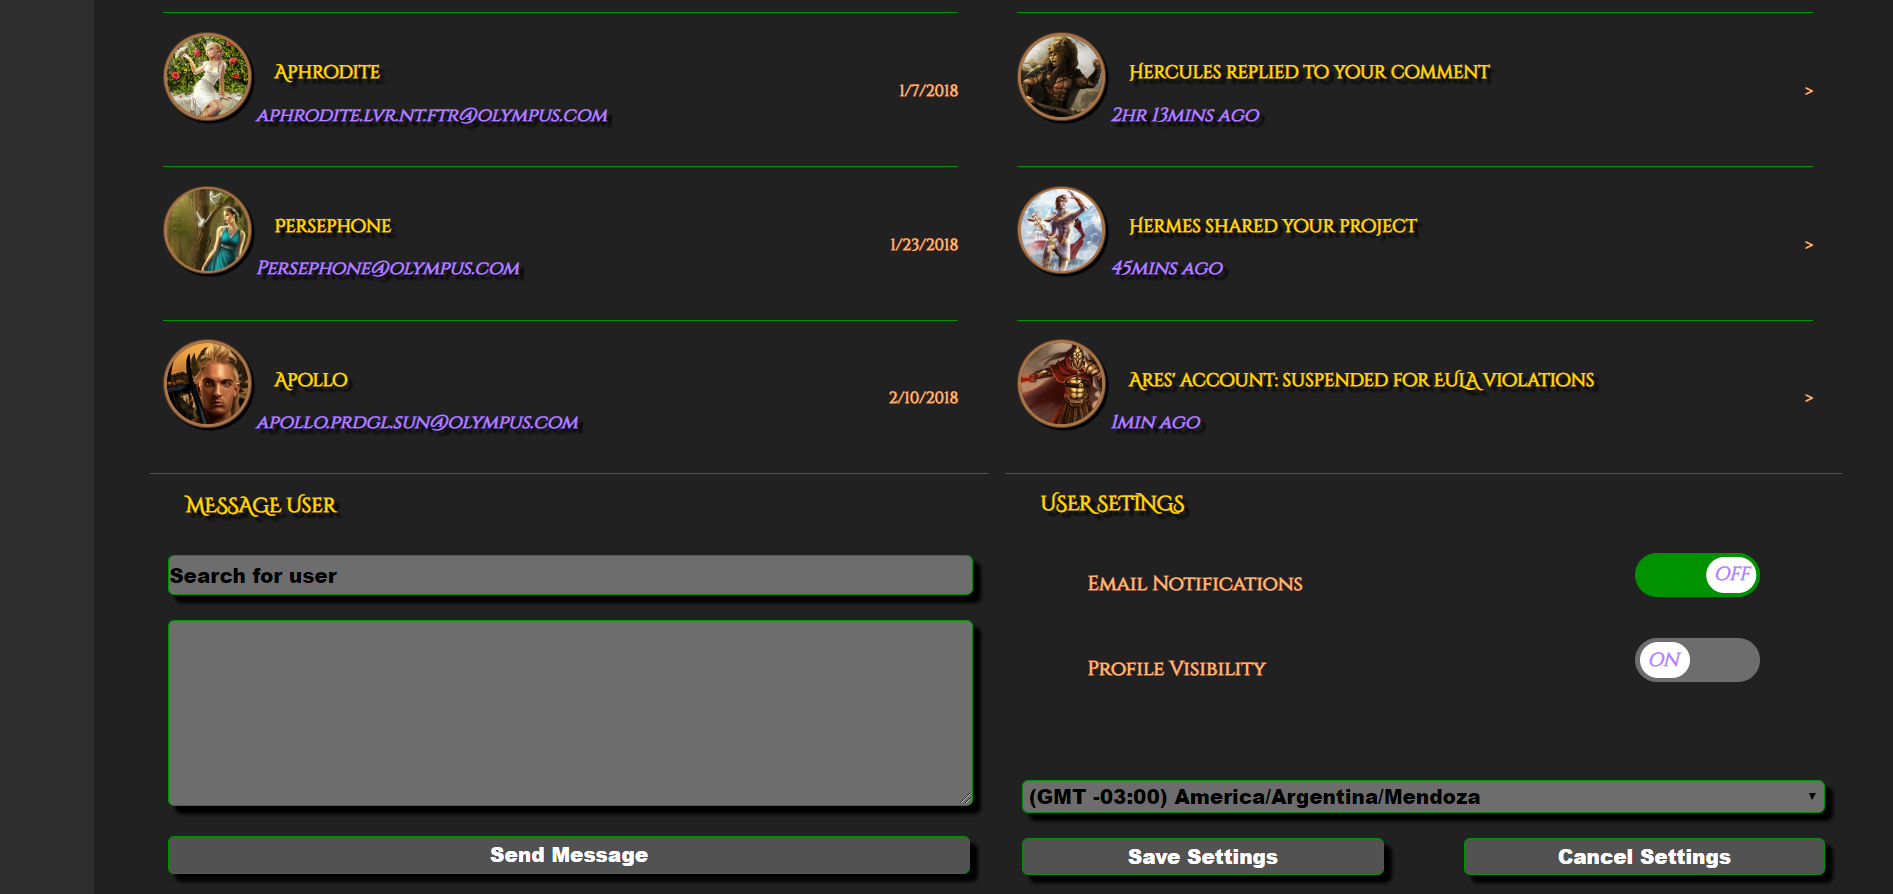 Aphrodite
aphrodite.lvr.nt.ftr@olympus.com
1/7/2018
Persephone
Persephone@olympus.com
1/23/2018
Apollo
apollo.prdgl.sun@olympus.com
2/10/2018
Hercules replied to your comment
2hr 13mins ago
>
Hermes shared your project
45mins ago
>
Ares' account: suspended for EULA violations
1min ago
>
MESSAGE USER
Search for user
Send Message
USER SETINGS
Email Notifications
OFF
Profile Visibility
ON
(GMT -03:00) America/Argentina/Mendoza
Save Settings
Cancel Settings